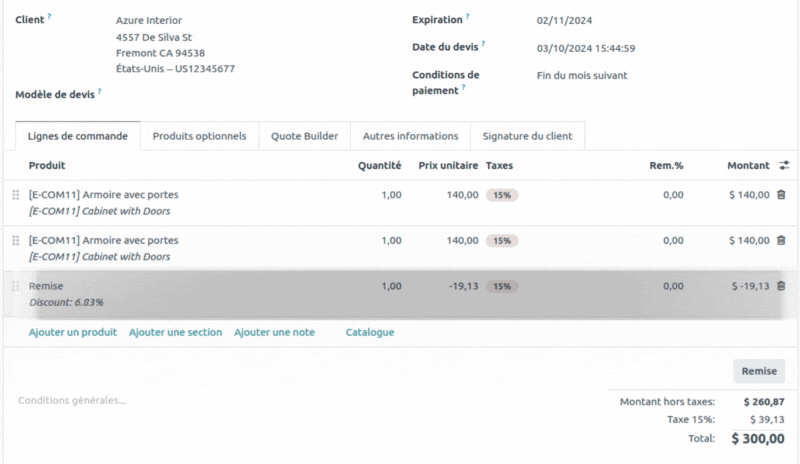 Client ? Azure Interior
4557 De Silva St
Fremont CA 94538
États-Unis – US12345677
Modèle de devis ?
Expiration ? 02/11/2024
Date du devis ? 03/10/2024 15:44:59
Conditions de paiement ? Fin du mois suivant
Lignes de commande Produits optionnels Quote Builder Autres informations Signature du client
Produit Quantité Prix unitaire Taxes Rem.% Montant
[E-COM11] Armoire avec portes 1,00 140,00 15% 0,00 $ 140,00
[E-COM11] Cabinet with Doors
[E-COM11] Armoire avec portes 1,00 140,00 15% 0,00 $ 140,00
[E-COM11] Cabinet with Doors
Remise 1,00 -19,13 15% 0,00 $ -19,13
Discount: 6.83%
Ajouter un produit Ajouter une section Ajouter une note Catalogue
Remise
Conditions générales...
Montant hors taxes: $ 260,87
Taxe 15%: $ 39,13
Total: $ 300,00